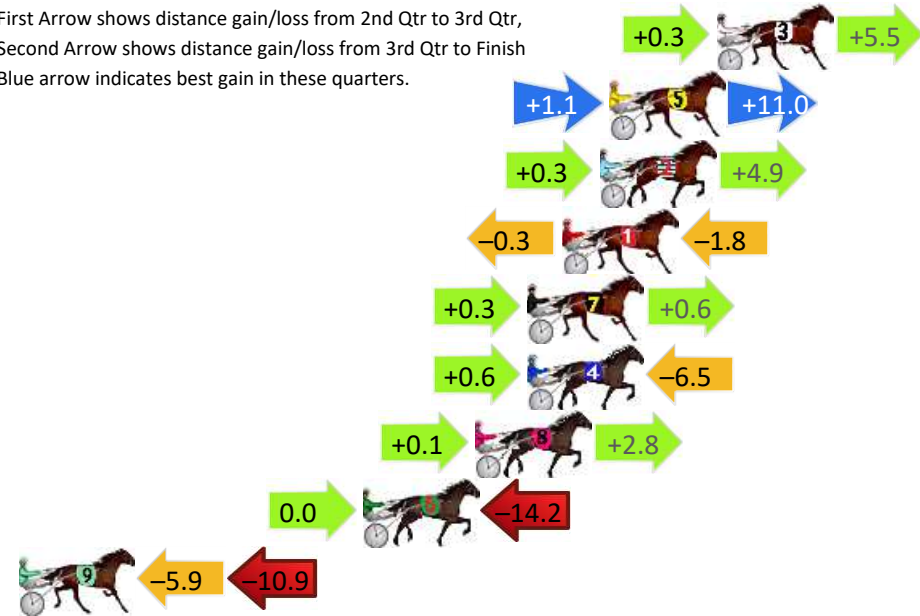 First Arrow shows distance gain/loss from 2nd Qtr to 3rd Qtr,
Second Arrow shows distance gain/loss from 3rd Qtr to Finish
Blue arrow indicates best gain in these quarters.
+0.3 3 +5.5
+1.1 5 +11.0
+0.3 2 +4.9
–0.3 1 –1.8
+0.3 7 +0.6
+0.6 4 –6.5
+0.1 8 +2.8
0.0 6 –14.2
9 –5.9 –10.9